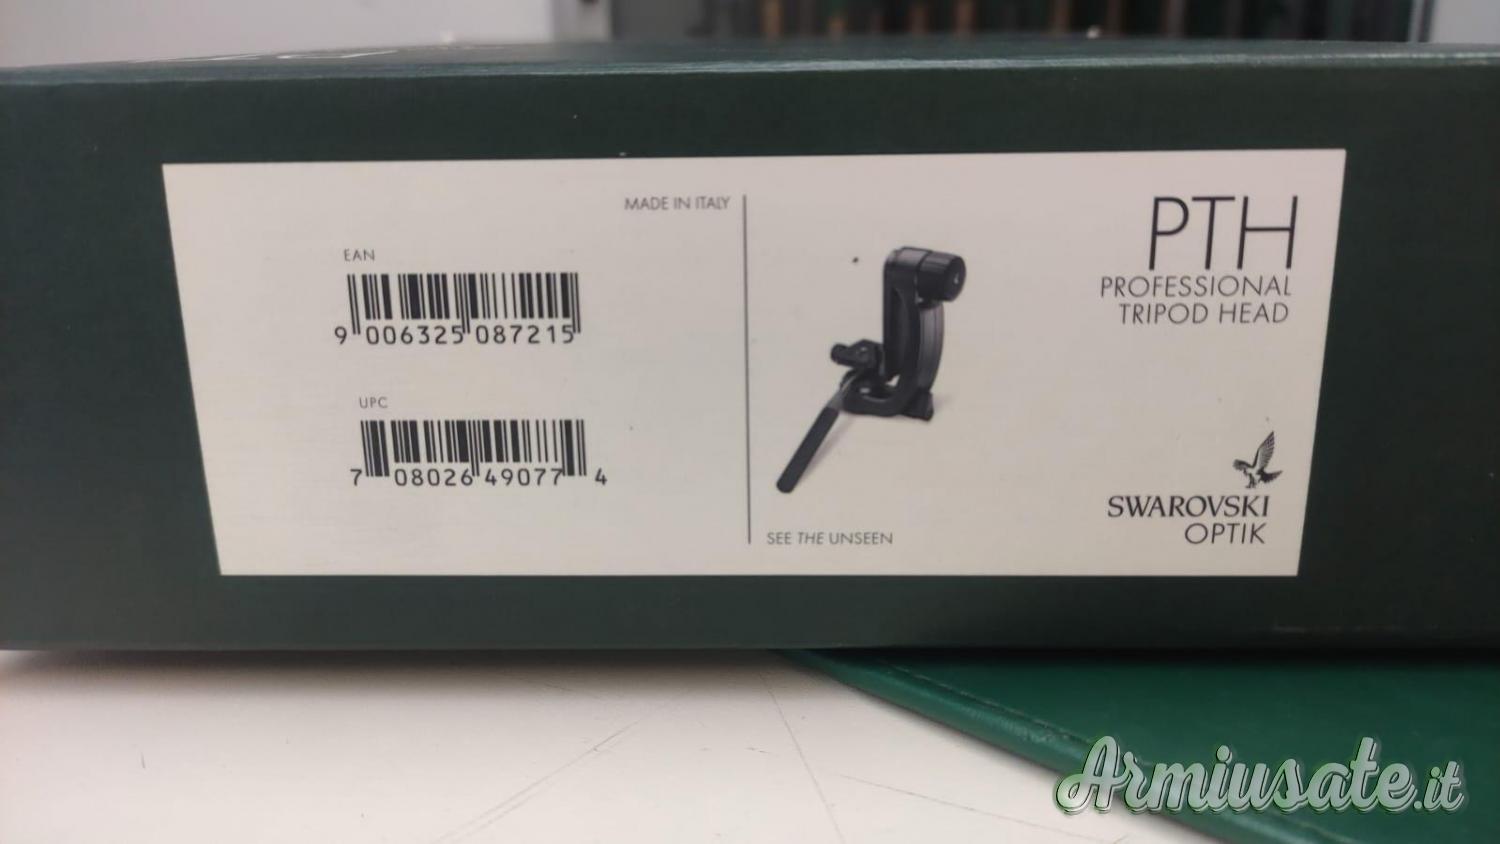 MADE IN ITALY
EAN
9 006325 087215
UPC
7 08026 49077 4
SEE THE UNSEEN
PTH
PROFESSIONAL
TRIPOD HEAD
SWAROVSKI
OPTIK
Armiusate.it